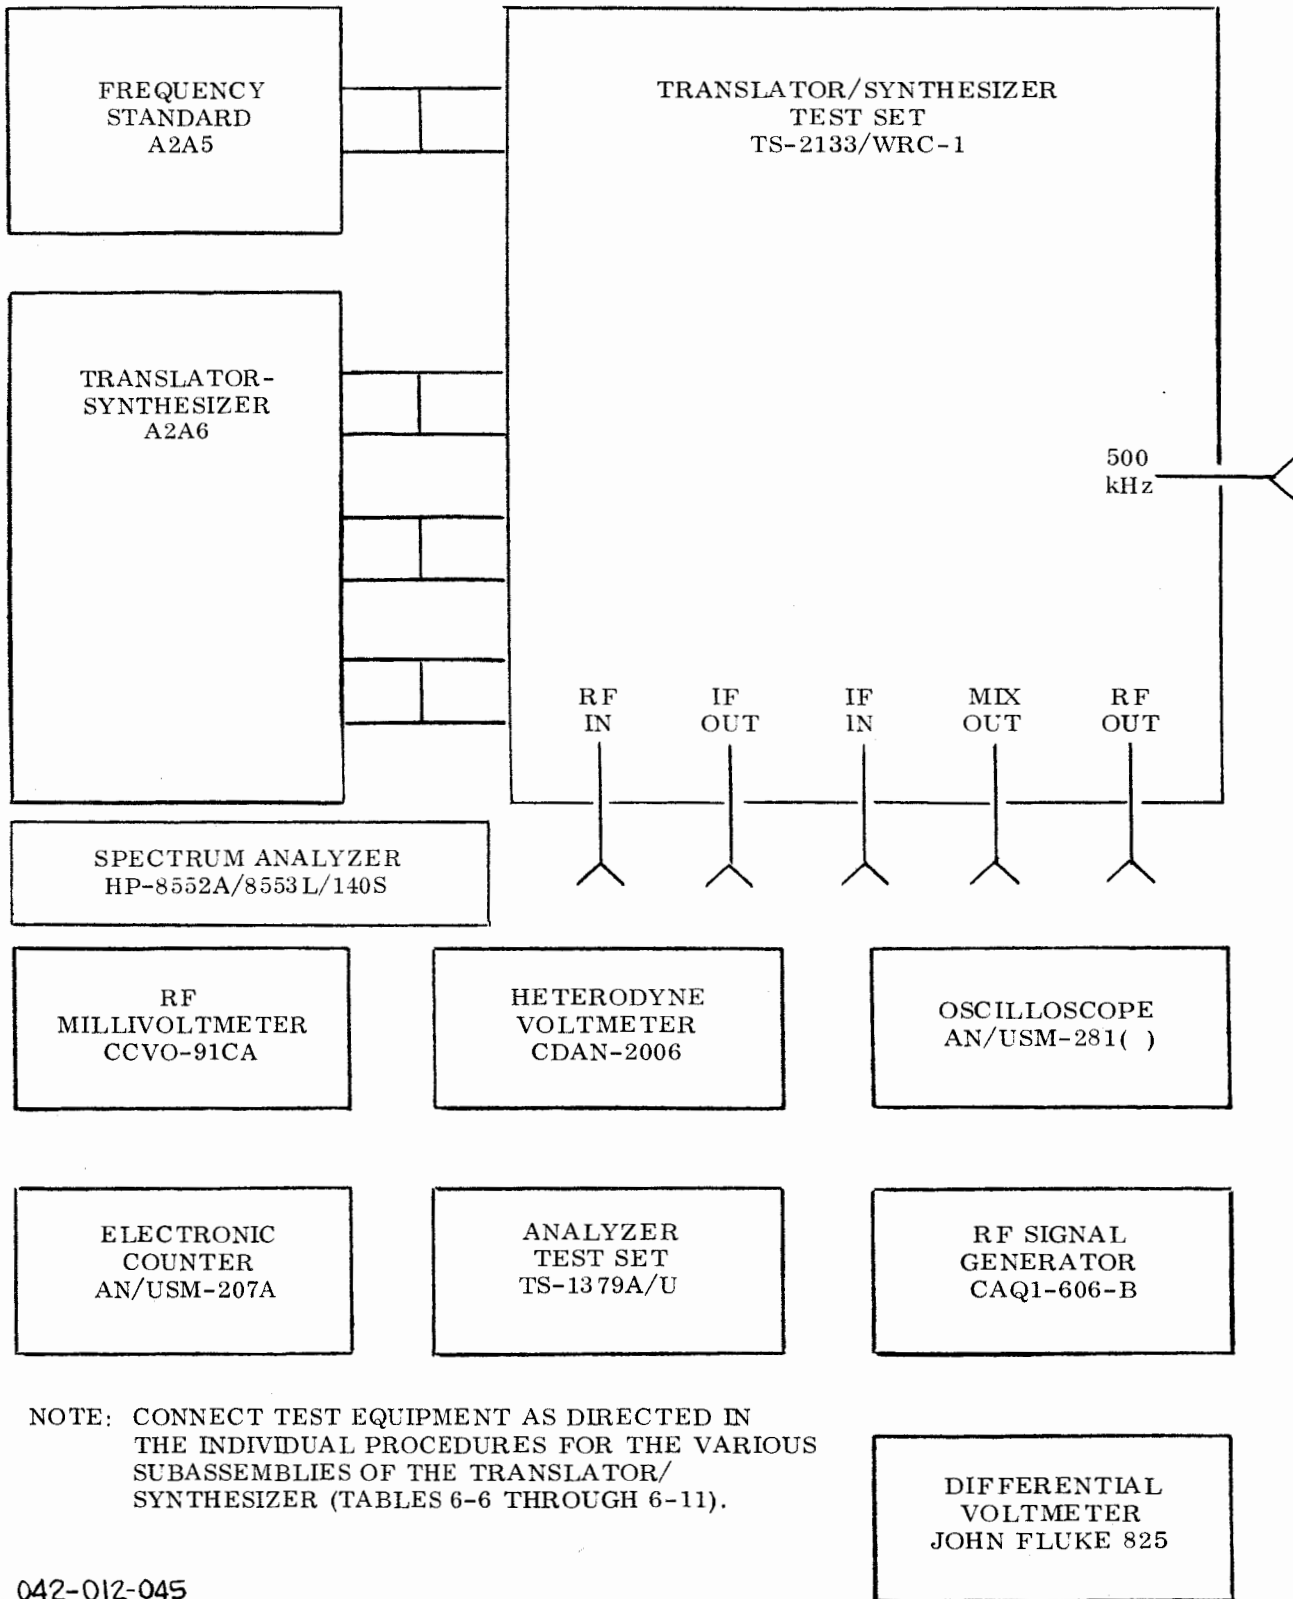 FREQUENCY
STANDARD
A2A5
TRANSLATOR/SYNTHESIZER
TEST SET
TS-2133/WRC-1
TRANSLATOR-
SYNTHESIZER
A2A6
500
kHz
RF
IN
IF
OUT
IF
IN
MIX
OUT
RF
OUT
SPECTRUM ANALYZER
HP-8552A/8553L/140S
RF
MILLIVOLTMETER
CCVO-91CA
HETERODYNE
VOLTMETER
CDAN-2006
OSCILLOSCOPE
AN/USM-281( )
ELECTRONIC
COUNTER
AN/USM-207A
ANALYZER
TEST SET
TS-1379A/U
RF SIGNAL
GENERATOR
CAQ1-606-B
NOTE: CONNECT TEST EQUIPMENT AS DIRECTED IN
THE INDIVIDUAL PROCEDURES FOR THE VARIOUS
SUBASSEMBLIES OF THE TRANSLATOR/
SYNTHESIZER (TABLES 6-6 THROUGH 6-11).
DIFFERENTIAL
VOLTMETER
JOHN FLUKE 825
042-012-045